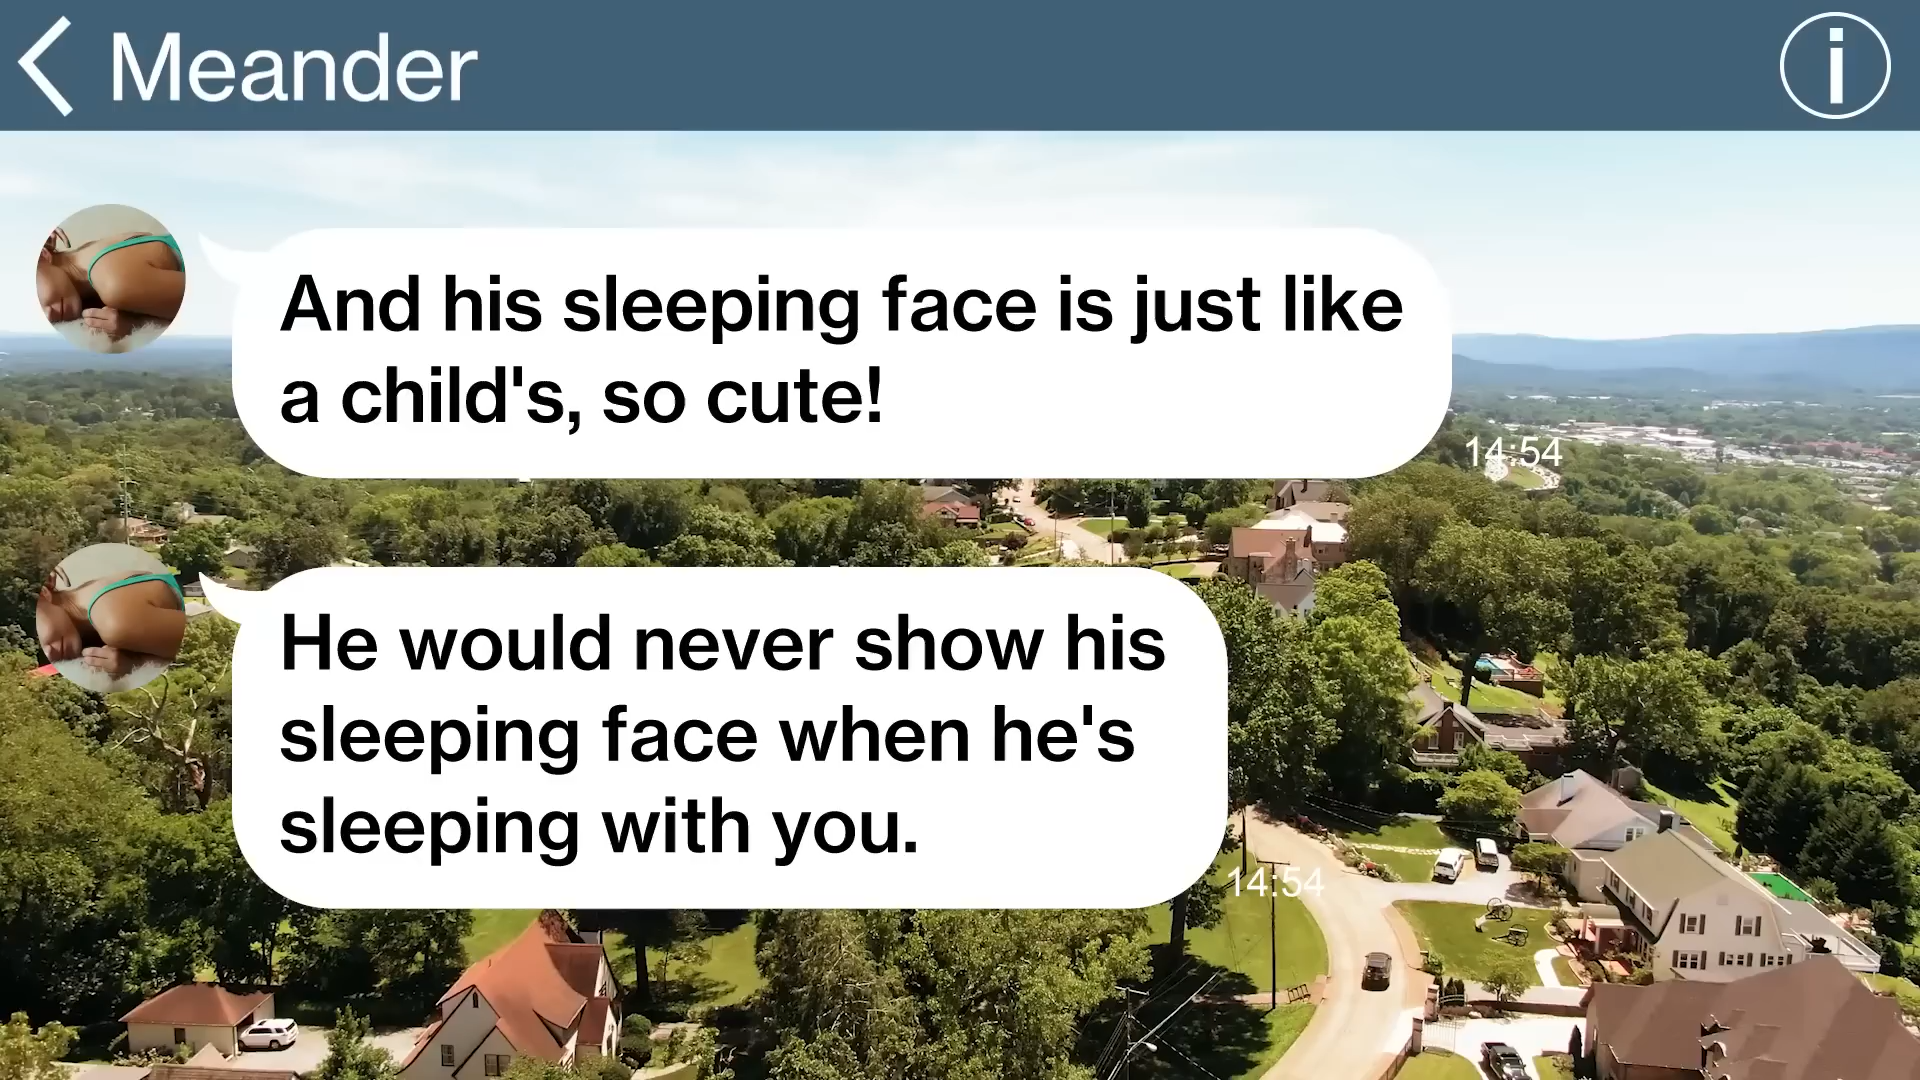 Meander
And his sleeping face is just like
a child's, so cute!
14:54
He would never show his
sleeping face when he's
sleeping with you.
14:54